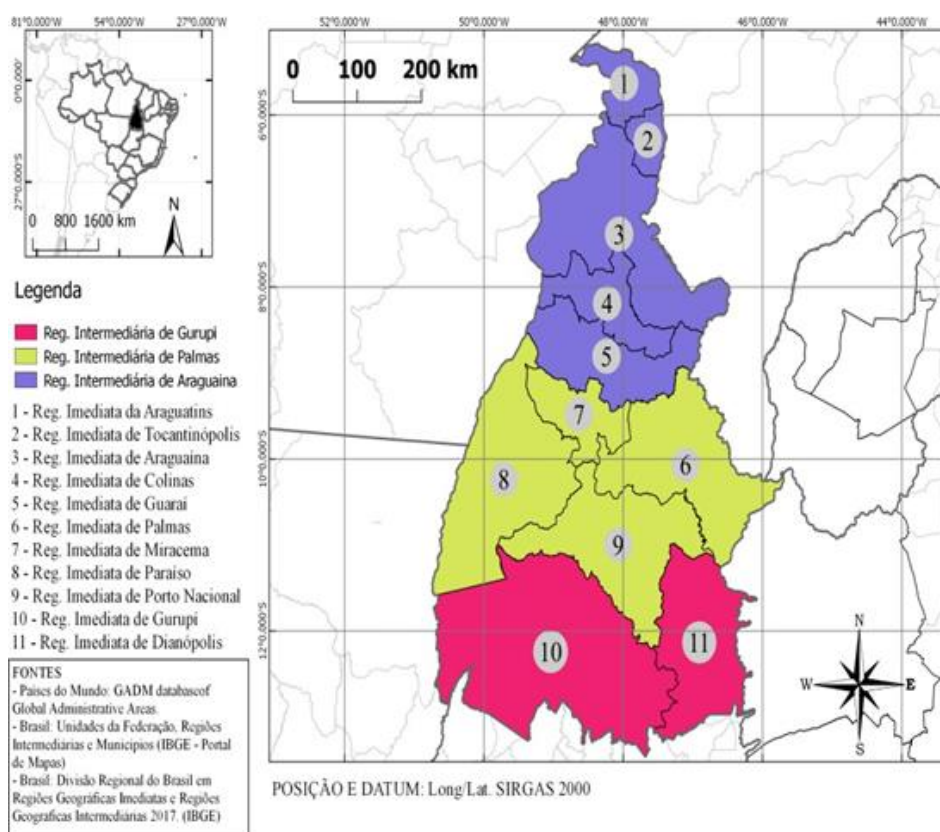 81°0.000'W 54°0.000'W 27°0.000'W
0°0.000'
27°0.000'S
N
0 800 1600 km
52°0.000'W 50°0.000'W 48°0.000'W 46°0.000'W 44°0.000'W
0 100 200 km
6°0.000'S
8°0.000'S
10°0.000'S
12°0.000'S
1
2
3
4
5
7
6
8
9
10
11
N
W E
S
Legenda
Reg. Intermediária de Gurupi
Reg. Intermediária de Palmas
Reg. Intermediária de Araguaina
1 - Reg. Imediata da Araguatins
2 - Reg. Imediata de Tocantinópolis
3 - Reg. Imediata de Araguaína
4 - Reg. Imediata de Colinas
5 - Reg. Imediata de Guaraí
6 - Reg. Imediata de Palmas
7 - Reg. Imediata de Miracema
8 - Reg. Imediata de Paraíso
9 - Reg. Imediata de Porto Nacional
10 - Reg. Imediata de Gurupi
11 - Reg. Imediata de Dianópolis
FONTES
- Paises do Mundo: GADM databaseof
Global Administrative Areas.
- Brasil: Unidades da Federação, Regiões
Intermediárias e Municípios (IBGE - Portal
de Mapas)
- Brasil: Divisão Regional do Brasil em
Regiões Geográficas Imediatas e Regiões
Geograficas Intermediárias 2017. (IBGE)
POSIÇÃO E DATUM: Long/Lat. SIRGAS 2000